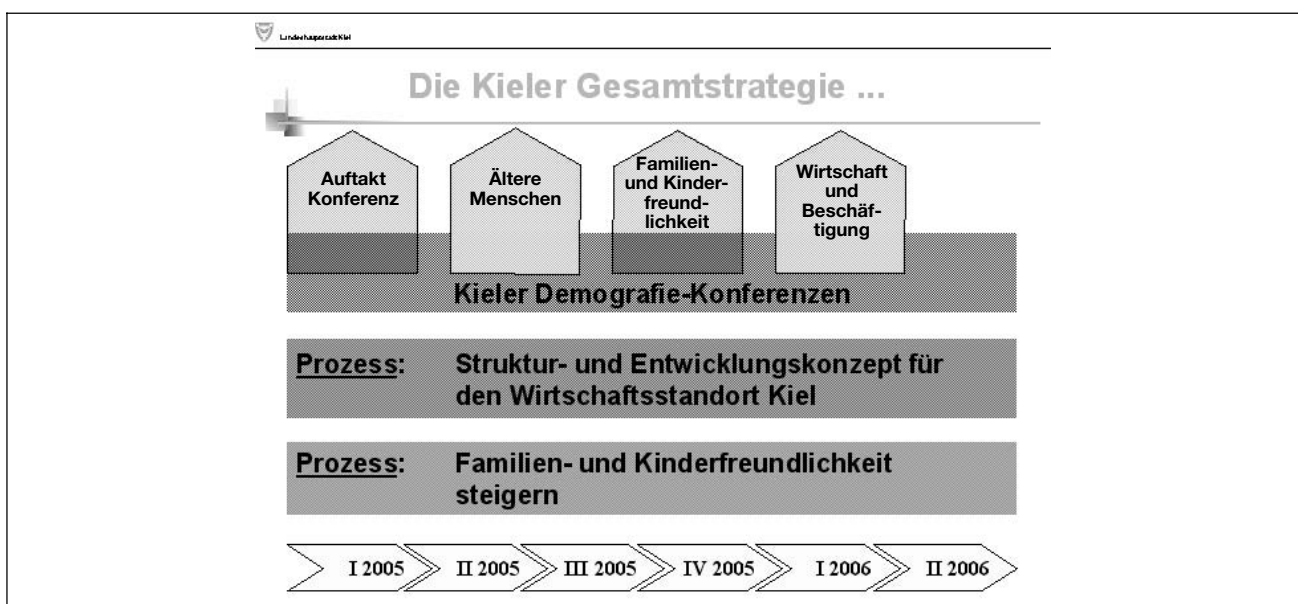 Landeshauptstadt Kiel
Die Kieler Gesamtstrategie ...
Auftakt
Konferenz
Ältere
Menschen
Familien-
und Kinder-
freund-
lichkeit
Wirtschaft
und
Beschäf-
tigung
Kieler Demografie-Konferenzen
Prozess: Struktur- und Entwicklungskonzept für
den Wirtschaftsstandort Kiel
Prozess: Familien- und Kinderfreundlichkeit
steigern
I 2005 II 2005 III 2005 IV 2005 I 2006 II 2006